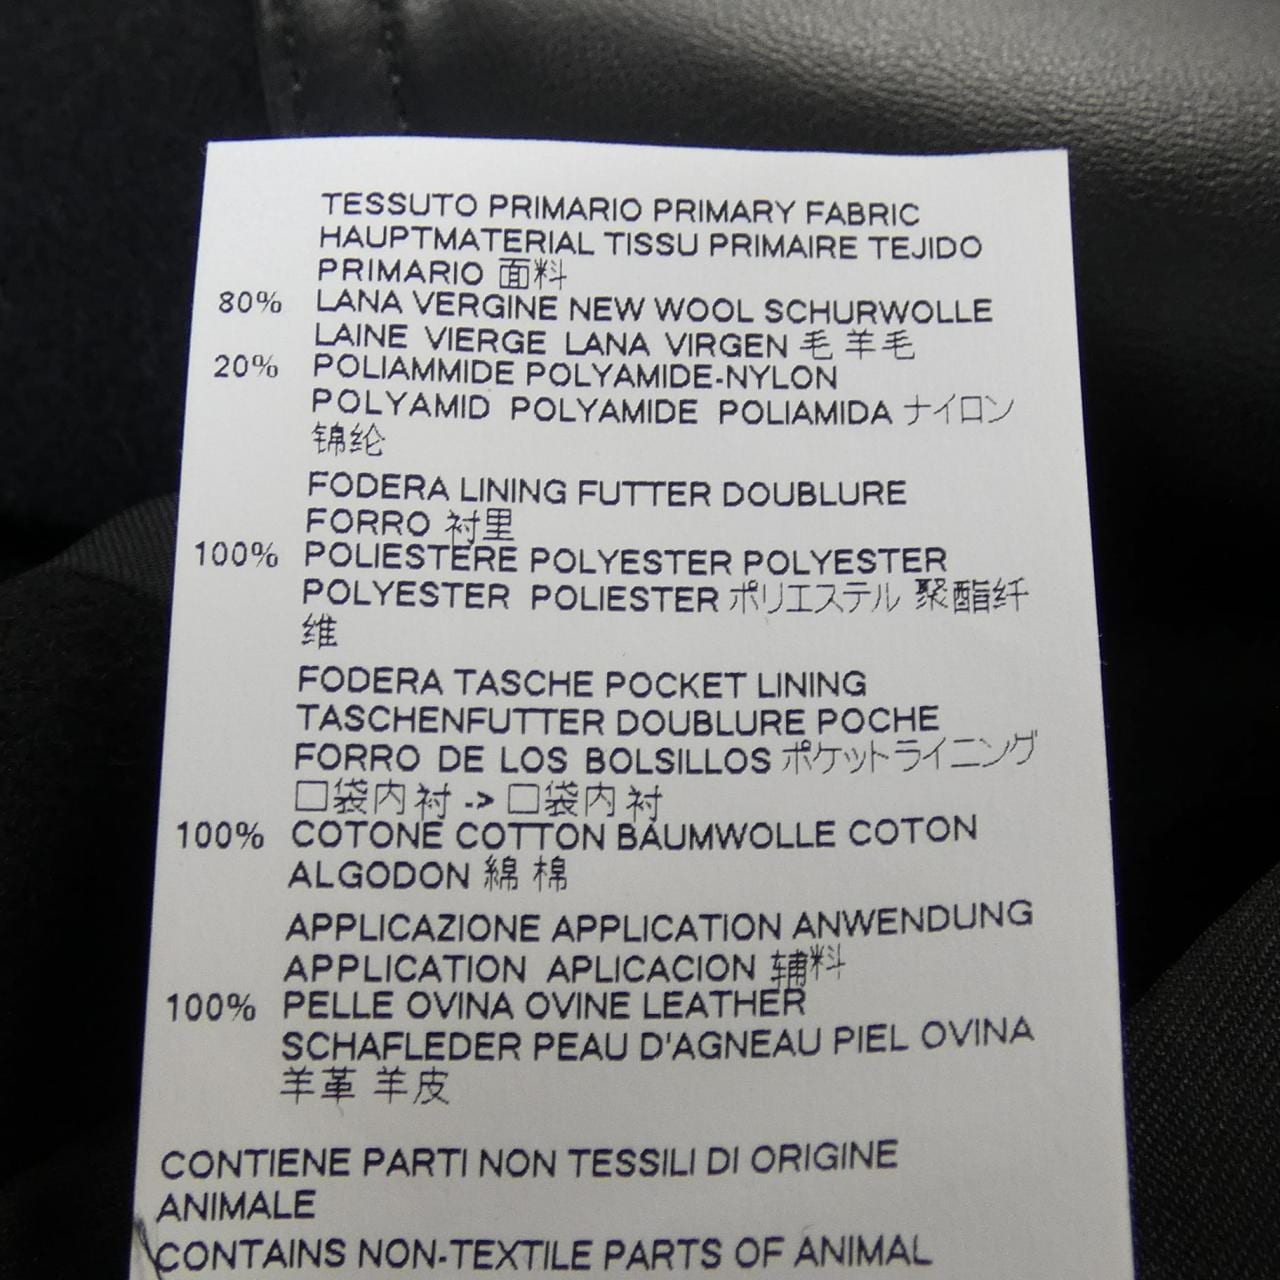 TESSUTO PRIMARIO PRIMARY FABRIC
HAUPTMATERIAL TISSU PRIMAIRE TEJIDO
PRIMARIO 面料
80% LANA VERGINE NEW WOOL SCHURWOLLE
LAINE VIERGE LANA VIRGEN 毛 羊毛
20% POLIAMMIDE POLYAMIDE-NYLON
POLYAMID POLYAMIDE POLIAMIDA ナイロン
锦纶
FODERA LINING FUTTER DOUBLURE
FORRO 衬里
100% POLIESTERE POLYESTER POLYESTER
POLYESTER POLIESTER ポリエステル 聚酯纤
维
FODERA TASCHE POCKET LINING
TASCHENFUTTER DOUBLURE POCHE
FORRO DE LOS BOLSILLOS ポケットライニング
口袋内衬 -> 口袋内衬
100% COTONE COTTON BAUMWOLLE COTON
ALGODON 綿 棉
APPLICAZIONE APPLICATION ANWENDUNG
APPLICATION APLICACION 辅料
100% PELLE OVINA OVINE LEATHER
SCHAFLEDER PEAU D'AGNEAU PIEL OVINA
羊革 羊皮
CONTIENE PARTI NON TESSILI DI ORIGINE
ANIMALE
CONTAINS NON-TEXTILE PARTS OF ANIMAL